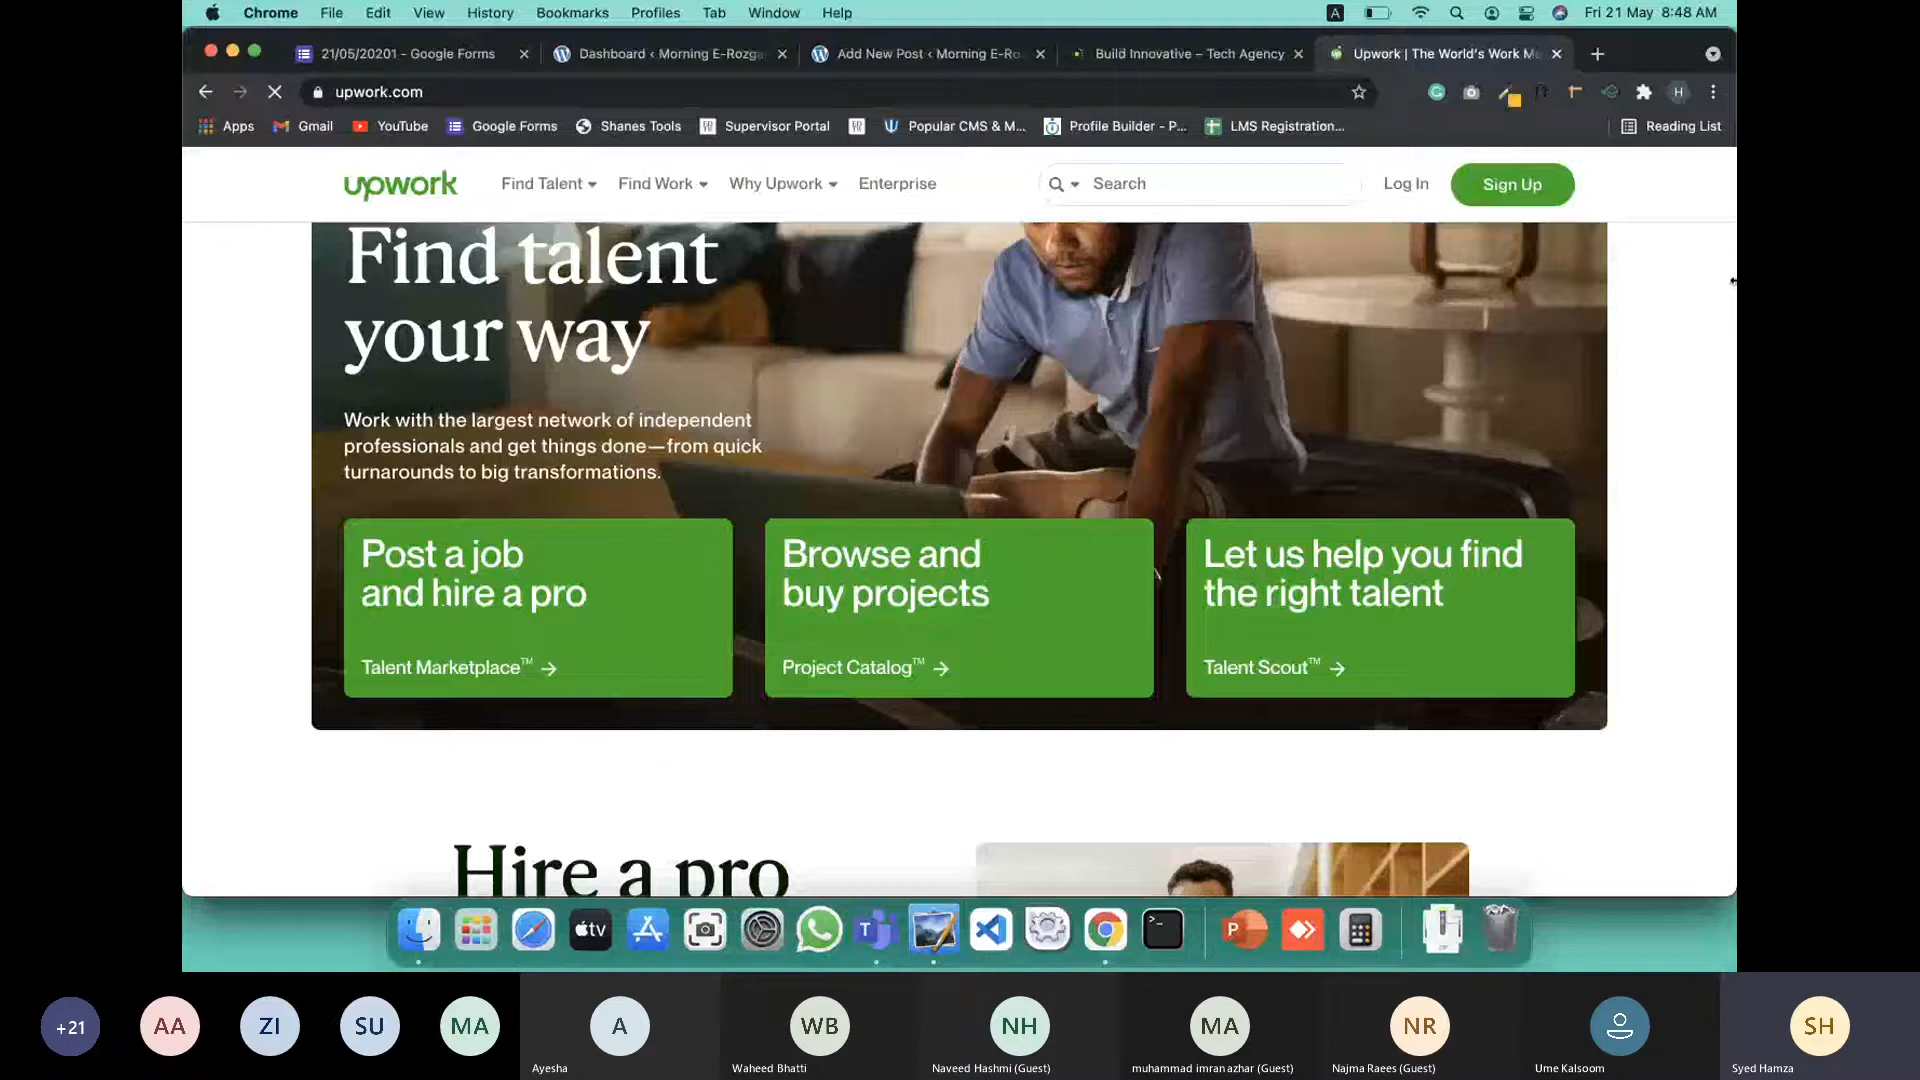 Chrome File Edit View History Bookmarks Profiles Tab Window Help A Fri 21 May 8:48 AM
21/05/20201 - Google Forms Dashboard ‹ Morning E-Rozga Add New Post ‹ Morning E-Ro Build Innovative – Tech Agency Upwork | The World's Work M
upwork.com H
Apps Gmail YouTube Google Forms Shanes Tools Supervisor Portal Popular CMS & M... Profile Builder - P... LMS Registration... Reading List
upwork Find Talent Find Work Why Upwork Enterprise Search Log In Sign Up
Find talent
your way
Work with the largest network of independent
professionals and get things done—from quick
turnarounds to big transformations.
Post a job
and hire a pro
Talent Marketplace™ →
Browse and
buy projects
Project Catalog™ →
Let us help you find
the right talent
Talent Scout™ →
Hire a pro
tv
+21 AA ZI SU MA A WB NH MA NR SH
Ayesha Waheed Bhatti Naveed Hashmi (Guest) muhammad imran azhar (Guest) Najma Raees (Guest) Ume Kalsoom Syed Hamza